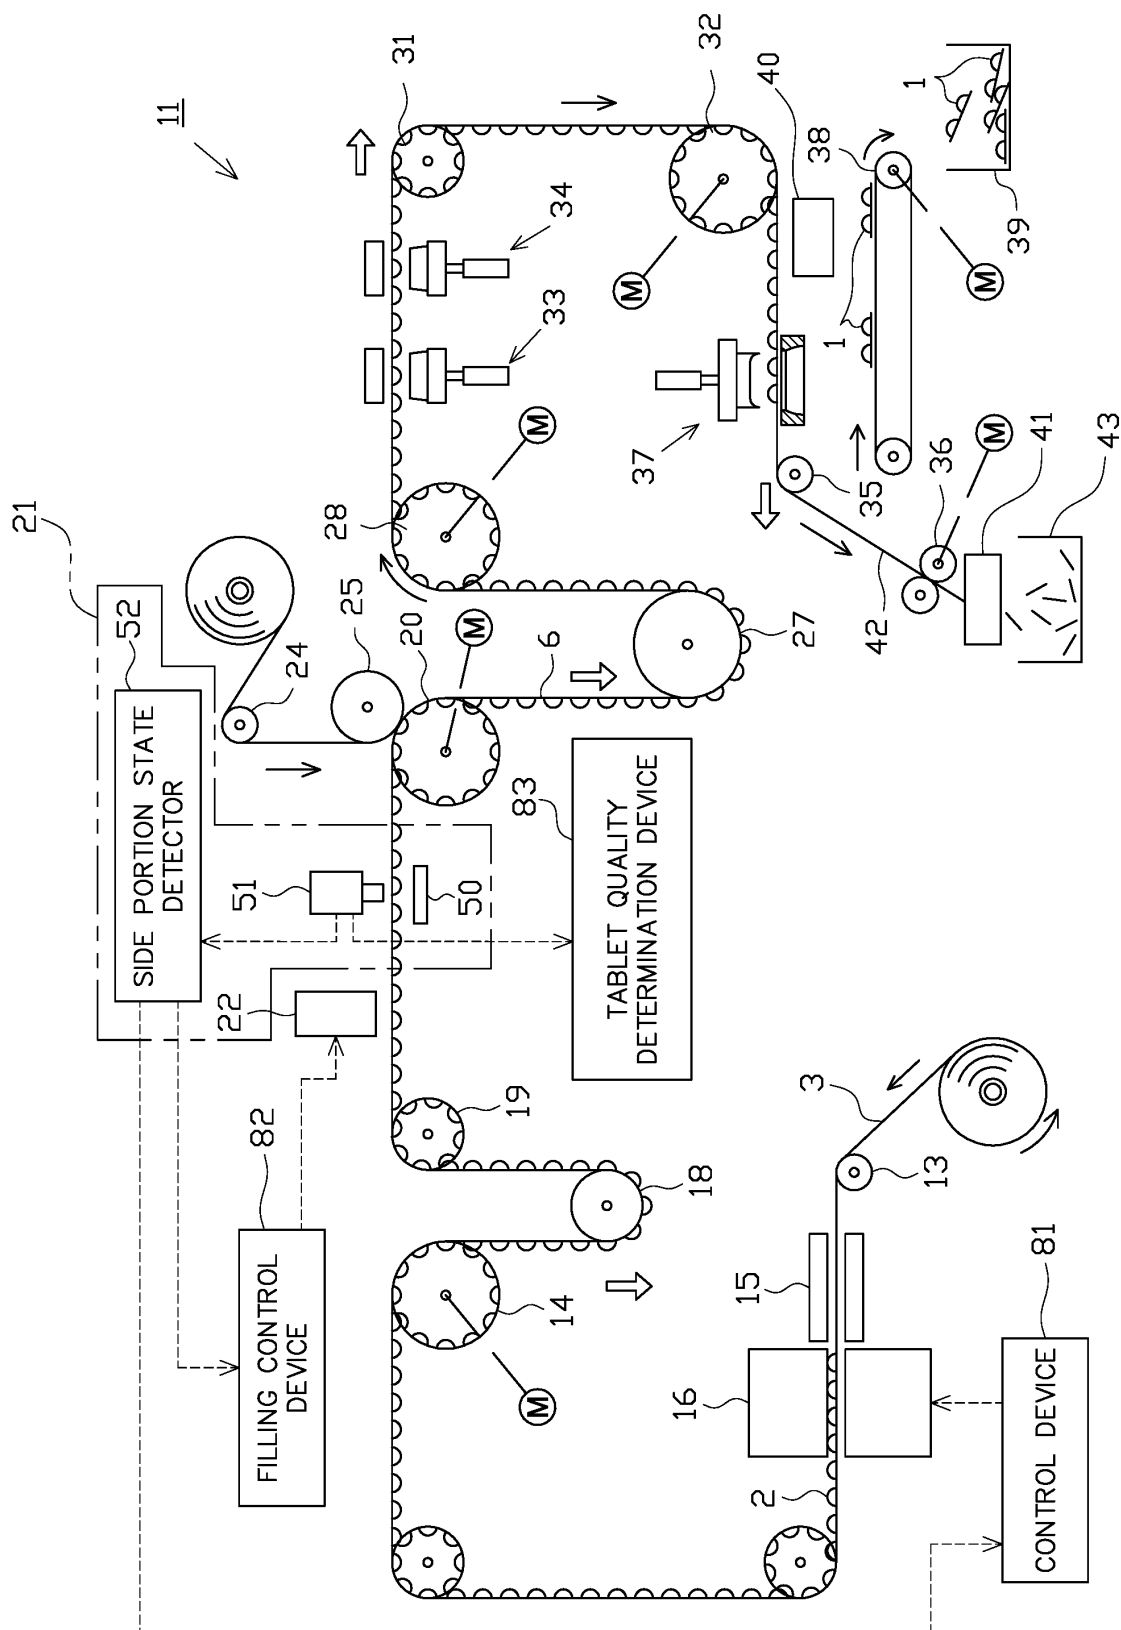 11
21
52
SIDE PORTION STATE
DETECTOR
82
FILLING CONTROL
DEVICE
22
51
50
24
25
20
M
6
28
M
27
33
34
31
32
M
40
37
35
38
1
1
M
39
36
M
41
42
43
83
TABLET QUALITY
DETERMINATION DEVICE
19
18
14
M
3
13
15
16
2
81
CONTROL DEVICE